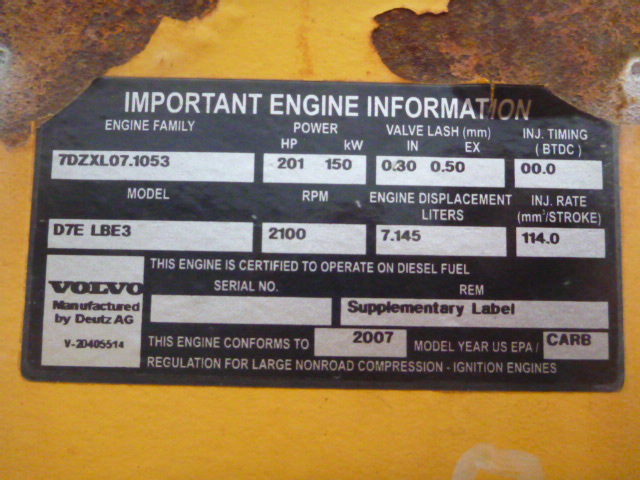 IMPORTANT ENGINE INFORMATION
ENGINE FAMILY POWER VALVE LASH (mm) INJ. TIMING
HP kW IN EX ( BTDC )
7DZXL07.1053 201 150 0.30 0.50 00.0
MODEL RPM ENGINE DISPLACEMENT INJ. RATE
LITERS (mm³/STROKE)
D7E LBE3 2100 7.145 114.0
THIS ENGINE IS CERTIFIED TO OPERATE ON DIESEL FUEL
SERIAL NO. REM
VOLVO
Manufactured
by Deutz AG
V-20405514
Supplementary Label
THIS ENGINE CONFORMS TO 2007 MODEL YEAR US EPA / CARB
REGULATION FOR LARGE NONROAD COMPRESSION - IGNITION ENGINES